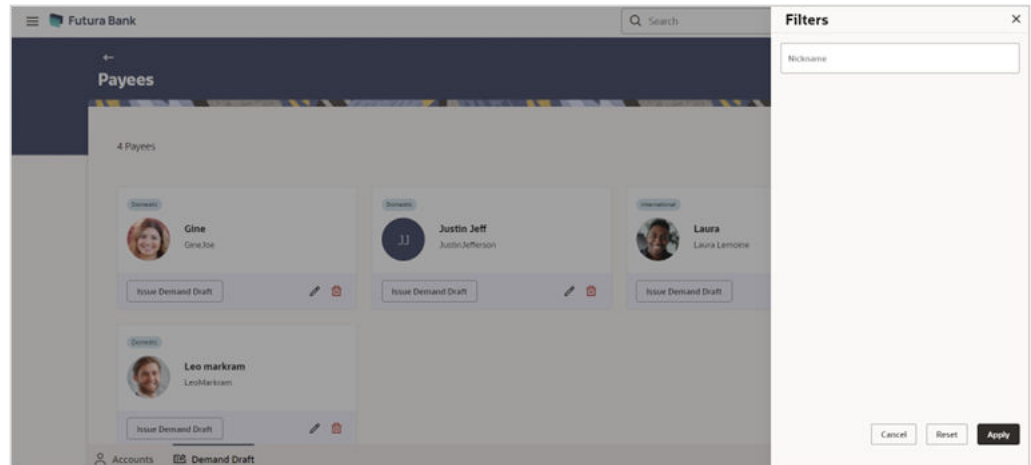 Futura Bank
Search
Filters
Nickname
Payees
4 Payees
Domestic
Gine
GineJoe
Issue Demand Draft
Domestic
JJ
Justin Jeff
JustinJefferson
Issue Demand Draft
International
Laura
Laura Lemoine
Issue Demand Draft
Domestic
Leo markram
LeoMarkram
Issue Demand Draft
Cancel
Reset
Apply
Accounts
Demand Draft